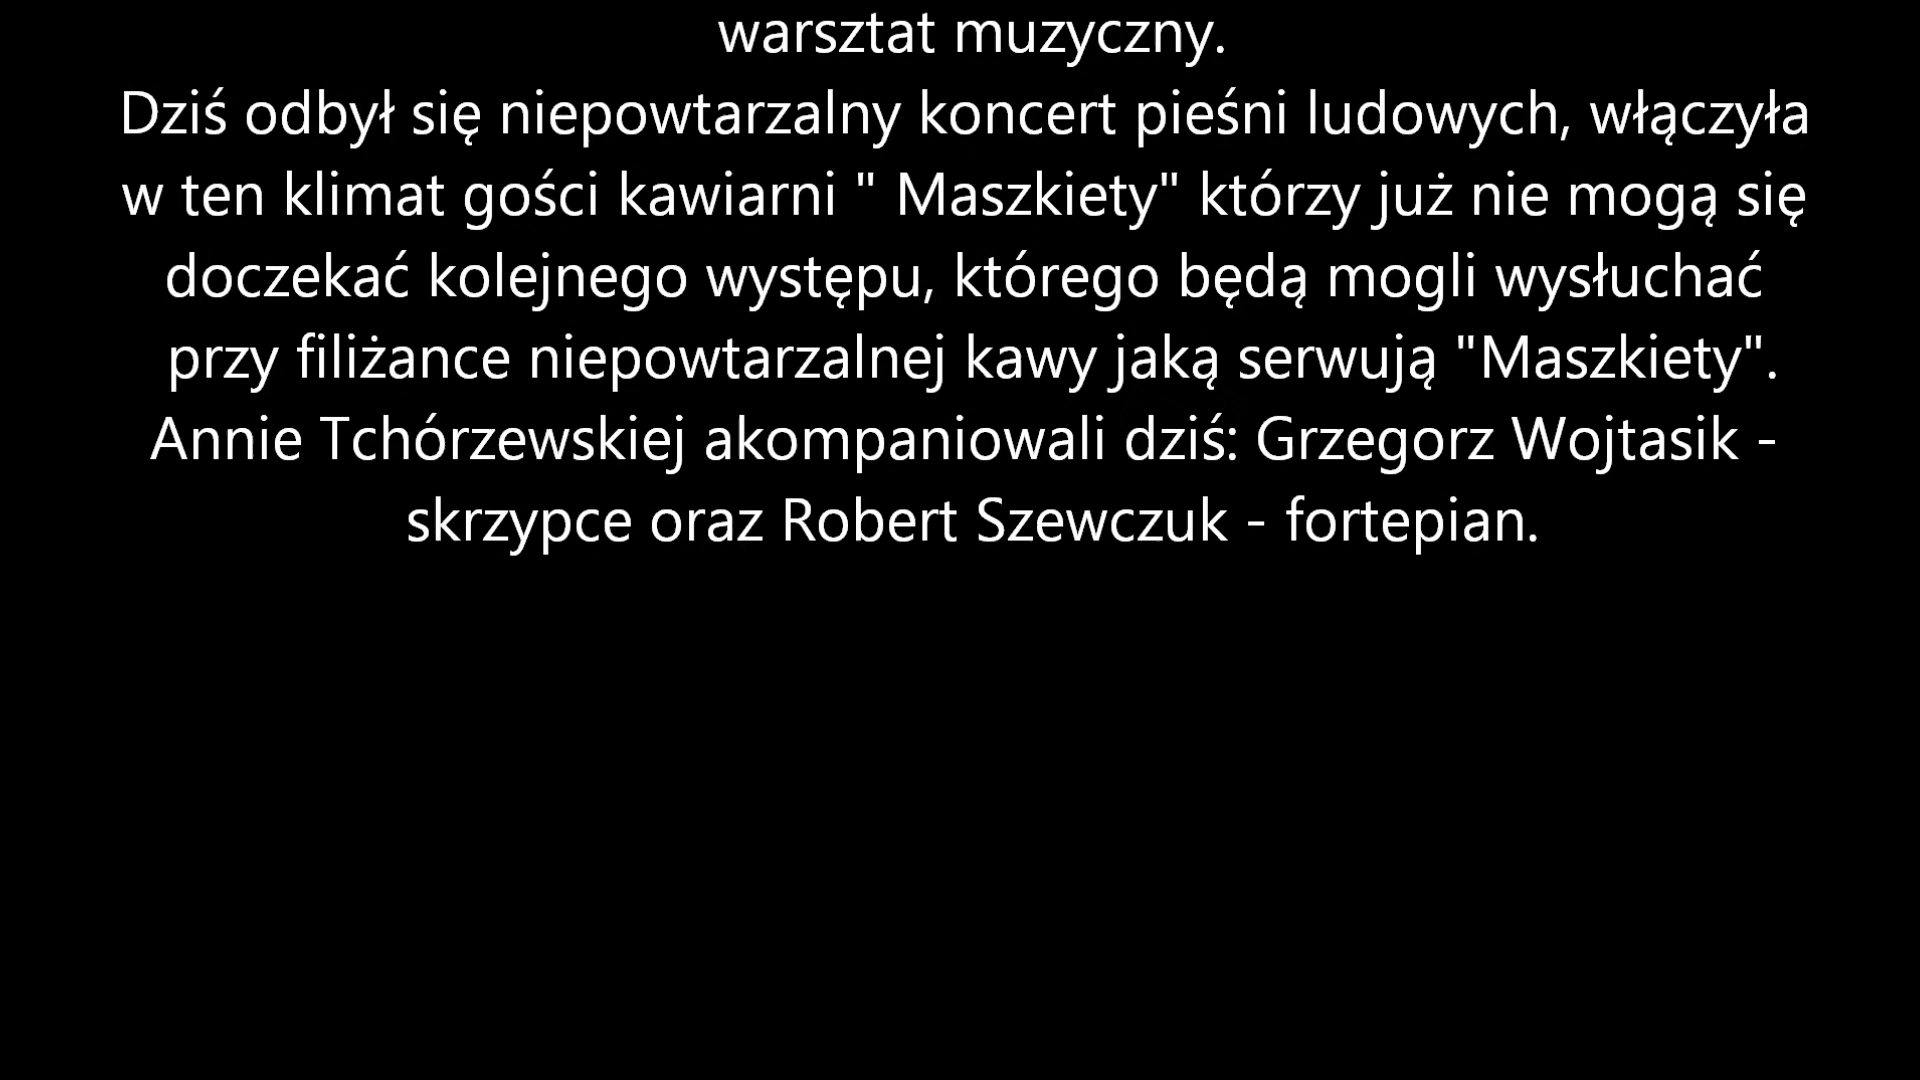 warsztat muzyczny.
Dziś odbył się niepowtarzalny koncert pieśni ludowych, włączyła
w ten klimat gości kawiarni " Maszkiety" którzy już nie mogą się
doczekać kolejnego występu, którego będą mogli wysłuchać
przy filiżance niepowtarzalnej kawy jaką serwują "Maszkiety".
Annie Tchórzewskiej akompaniowali dziś: Grzegorz Wojtasik -
skrzypce oraz Robert Szewczuk - fortepian.